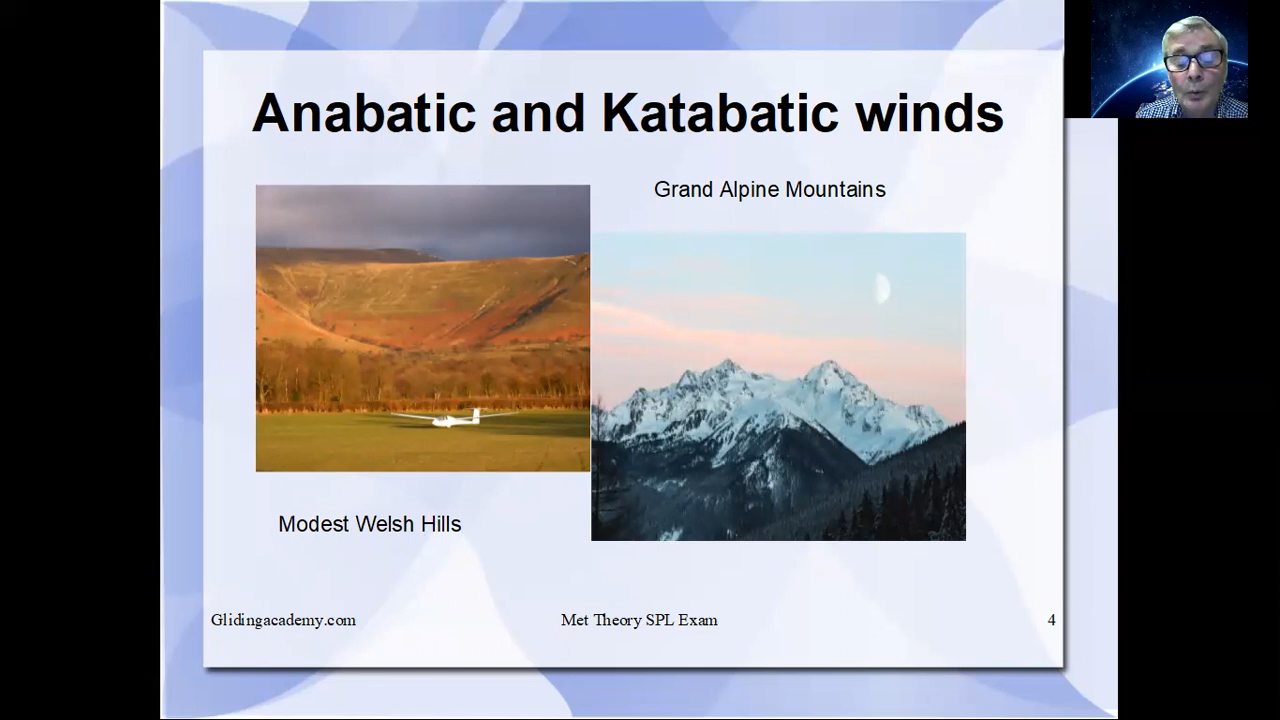 Anabatic and Katabatic winds
Grand Alpine Mountains
Modest Welsh Hills
Glidingacademy.com
Met Theory SPL Exam
4